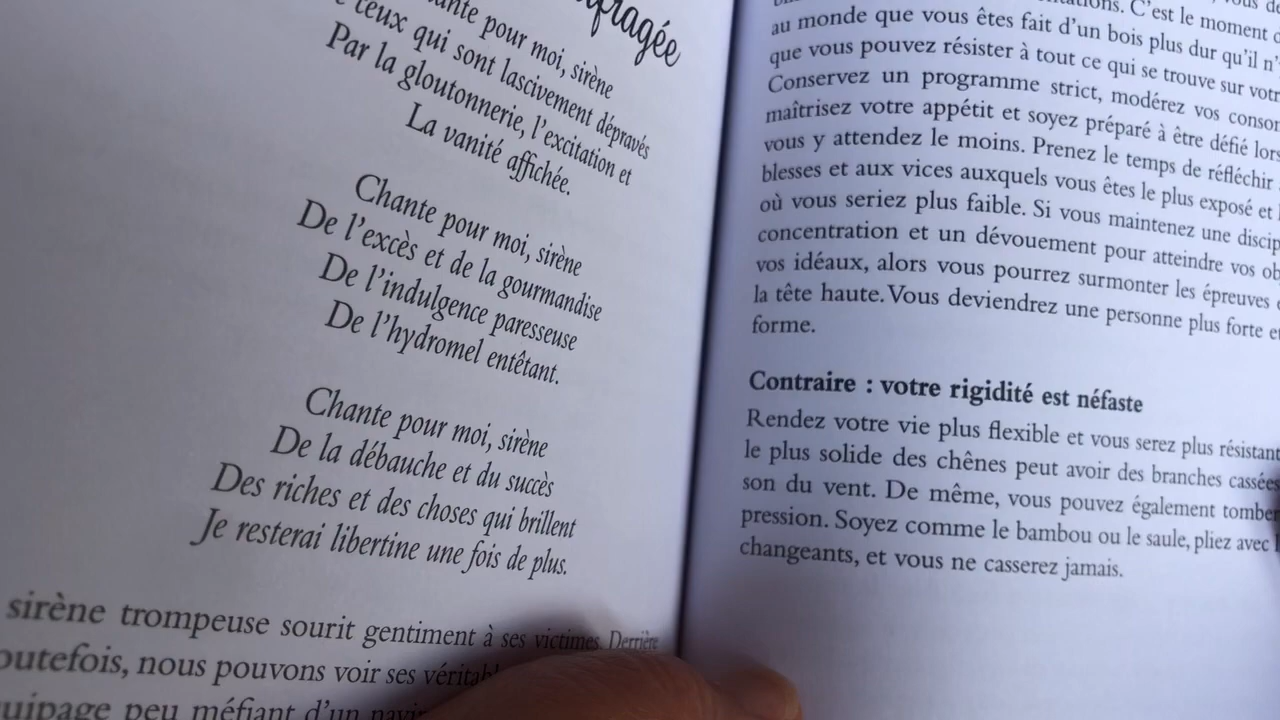 ufragée
Chante pour moi, sirène
ceux qui sont lascivement dépravés
Par la gloutonnerie, l'excitation et
La vanité affichée.
Chante pour moi, sirène
De l'excès et de la gourmandise
De l'indulgence paresseuse
De l'hydromel entêtant.
Chante pour moi, sirène
De la débauche et du succès
Des riches et des choses qui brillent
Je resterai libertine une fois de plus.
sirène trompeuse sourit gentiment à ses victimes. Derrière
outefois, nous pouvons voir ses
uipage peu méfiant d'un
C'est le moment
au monde que vous êtes fait d'un bois plus dur qu'il n'
que vous pouvez résister à tout ce qui se trouve sur votr
Conservez un programme strict, modérez vos consom
maîtrisez votre appétit et soyez préparé à être défié lors
vous y attendez le moins. Prenez le temps de réfléchir
blesses et aux vices auxquels vous êtes le plus exposé et
où vous seriez plus faible. Si vous maintenez une discip
concentration et un dévouement pour atteindre vos ob
vos idéaux, alors vous pourrez surmonter les épreuves
la tête haute. Vous deviendrez une personne plus forte et
forme.
Contraire : votre rigidité est néfaste
Rendez votre vie plus flexible et vous serez plus résistant
le plus solide des chênes peut avoir des branches cassées
son du vent. De même, vous pouvez également tomber
pression. Soyez comme le bambou ou le saule, pliez avec
changeants, et vous ne casserez jamais.